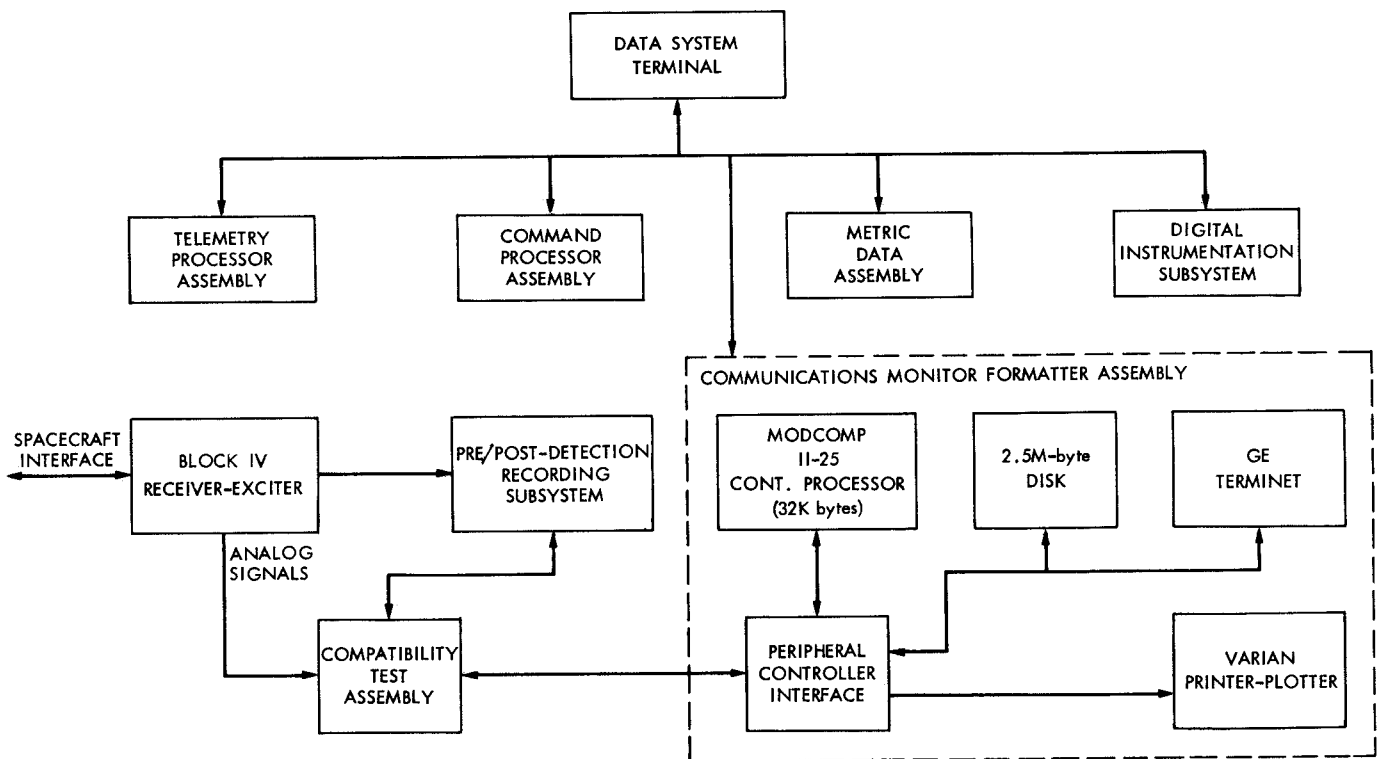 DATA SYSTEM
TERMINAL
TELEMETRY
PROCESSOR
ASSEMBLY
COMMAND
PROCESSOR
ASSEMBLY
METRIC
DATA
ASSEMBLY
DIGITAL
INSTRUMENTATION
SUBSYSTEM
COMMUNICATIONS MONITOR FORMATTER ASSEMBLY
SPACECRAFT
INTERFACE
BLOCK IV
RECEIVER-EXCITER
PRE/POST-DETECTION
RECORDING
SUBSYSTEM
MODCOMP
II-25
CONT. PROCESSOR
(32K bytes)
2.5M-byte
DISK
GE
TERMINET
ANALOG
SIGNALS
COMPATIBILITY
TEST
ASSEMBLY
PERIPHERAL
CONTROLLER
INTERFACE
VARIAN
PRINTER-PLOTTER